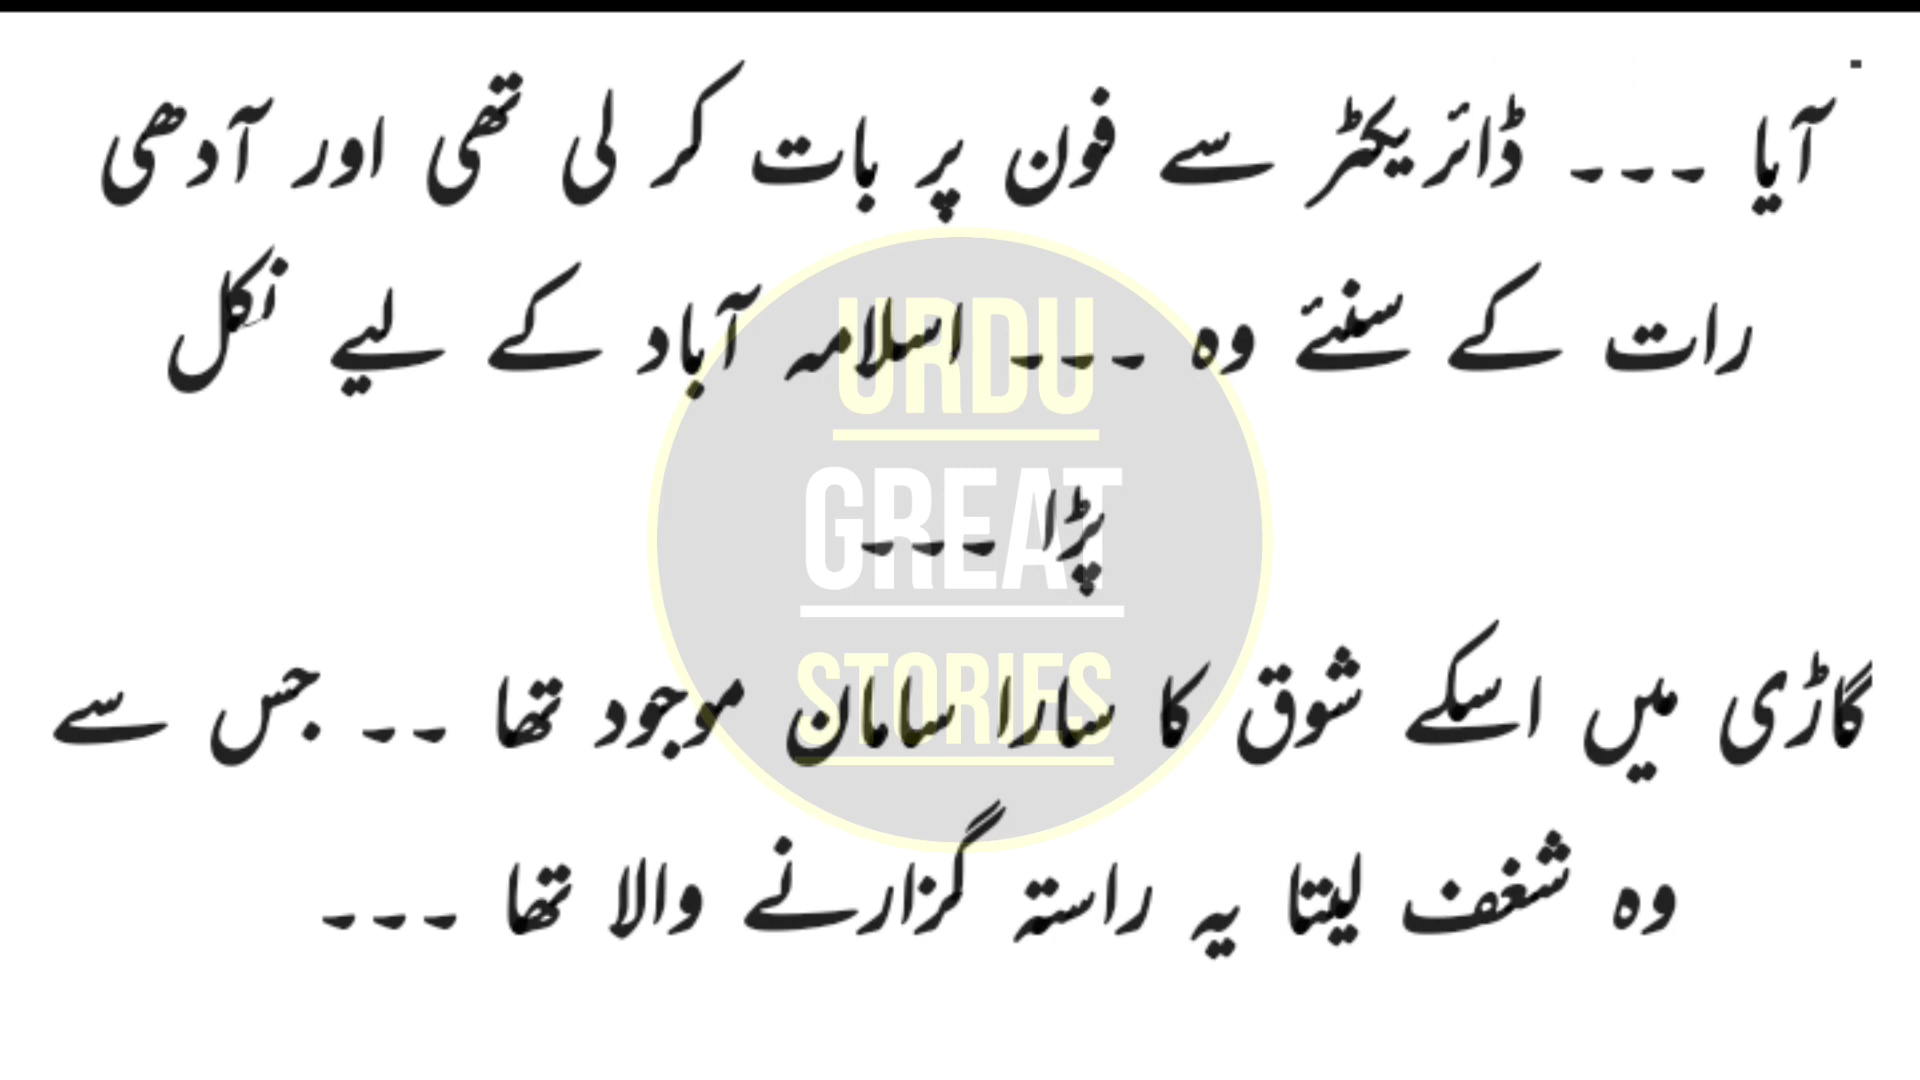 آیا ۔۔۔ ڈائریکٹر سے فون پر بات کر لی تھی اور آدھی
رات کے سنئے وہ ۔۔۔ اسلامہ آباد کے لیے نکل
پڑا ۔۔۔
گاڑی میں اسکے شوق کا سارا سامان موجود تھا ۔۔ جس سے
وہ شغف لیتا یہ راستہ گزارنے والا تھا ۔۔۔
URDU
GREAT
STORIES